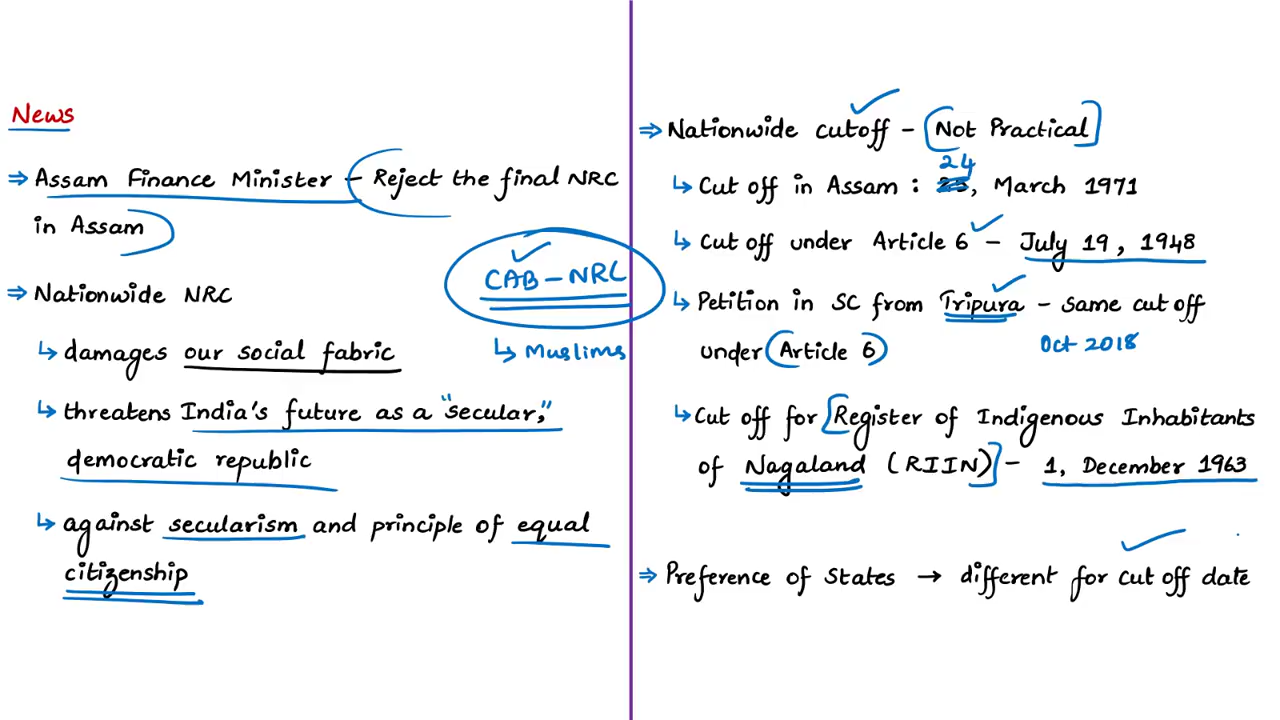 News
⇒ Assam Finance Minister – Reject the final NRC
in Assam
⇒ Nationwide NRC
CAB – NRC
↳ Muslims
↳ damages our social fabric
↳ threatens India's future as a "secular,"
democratic republic
↳ against secularism and principle of equal
citizenship
⇒ Nationwide cutoff – [Not Practical]
24
↳ Cut off in Assam : 25, March 1971
↳ Cut off under Article 6 – July 19, 1948
↳ Petition in SC from Tripura – same cut off
under (Article 6)
Oct 2018
↳ Cut off for [Register of Indigenous Inhabitants
of Nagaland (RIIN)] – 1, December 1963
⇒ Preference of states → different for cut off date